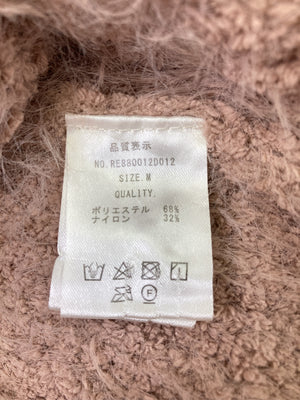 品質表示
NO.RE880012D012
SIZE.M
QUALITY.
ポリエステル 68%
ナイロン 32%
F